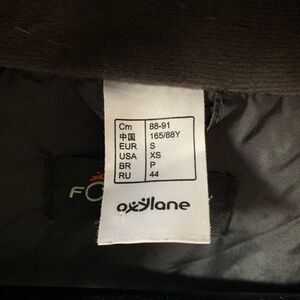 Cm 88-91
中国 165/88Y
EUR S
USA XS
BR P
RU 44
oxylane